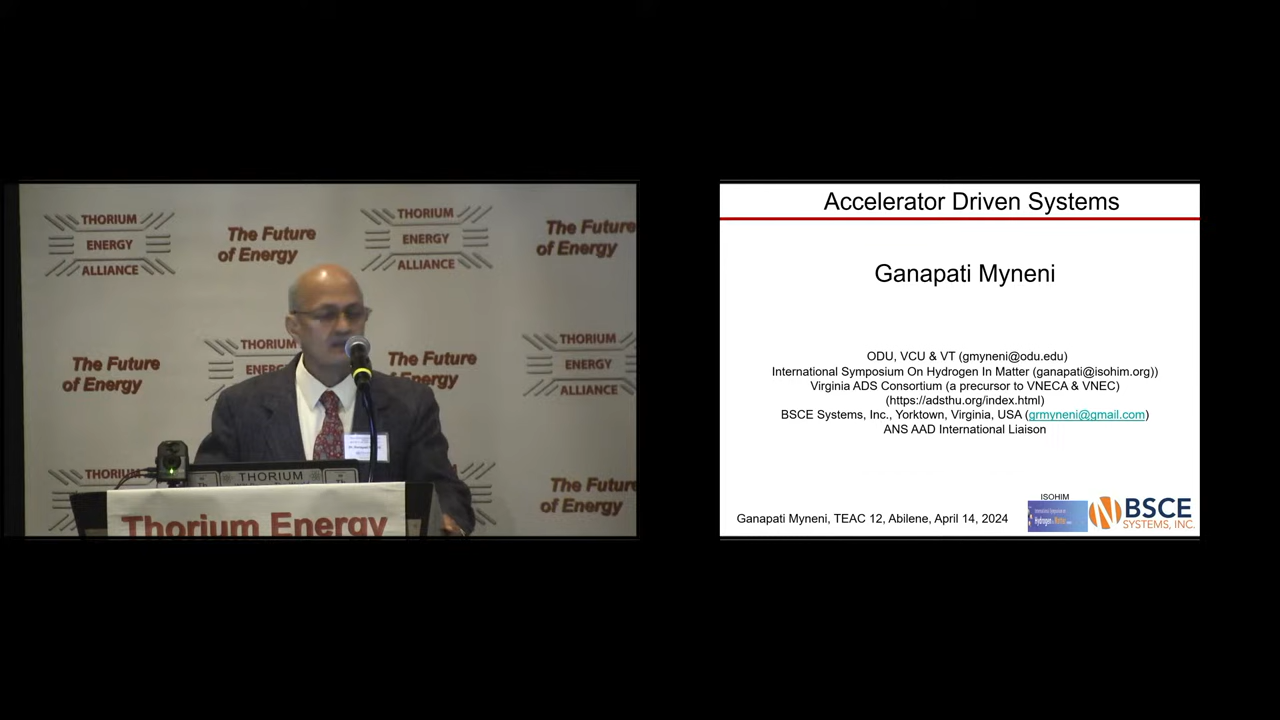 THORIUM
ENERGY
ALLIANCE
The Future
of Energy
THORIUM
ENERGY
ALLIANCE
The Future
of Energy
The Future
of Energy
THORIUM
ENERGY
The Future
of Energy
THORIUM
ENERGY
ALLIANCE
THORIUM
The Future
of Energy
THORIUM
Thorium Energy
Accelerator Driven Systems
Ganapati Myneni
ODU, VCU & VT (gmyneni@odu.edu)
International Symposium On Hydrogen In Matter (ganapati@isohim.org))
Virginia ADS Consortium (a precursor to VNECA & VNEC)
(https://adsthu.org/index.html)
BSCE Systems, Inc., Yorktown, Virginia, USA (grmyneni@gmail.com)
ANS AAD International Liaison
Ganapati Myneni, TEAC 12, Abilene, April 14, 2024
ISOHIM
BSCE
SYSTEMS, INC.